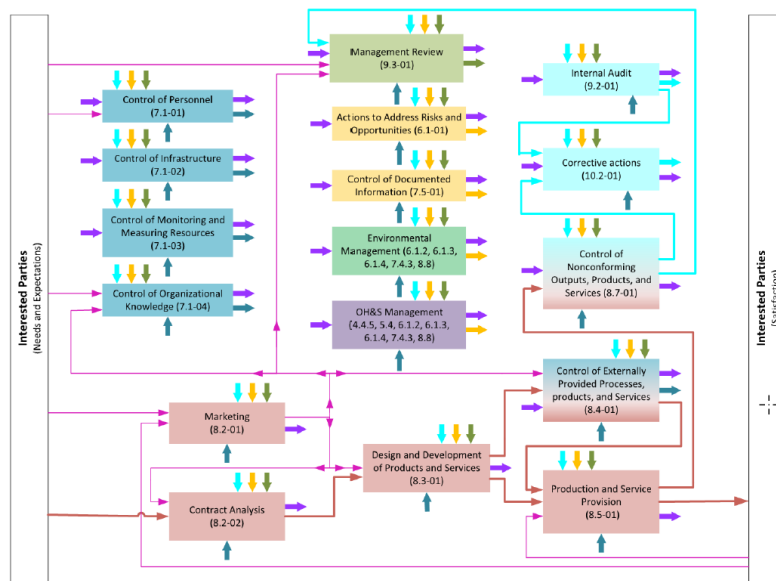 Interested Parties
(Needs and Expectations)
Control of Personnel
(7.1-01)
Control of Infrastructure
(7.1-02)
Control of Monitoring and
Measuring Resources
(7.1-03)
Control of Organizational
Knowledge (7.1-04)
Management Review
(9.3-01)
Actions to Address Risks and
Opportunities (6.1-01)
Control of Documented
Information (7.5-01)
Environmental
Management (6.1.2, 6.1.3,
6.1.4, 7.4.3, 8.8)
OH&S Management
(4.4.5, 5.4, 6.1.2, 6.1.3,
6.1.4, 7.4.3, 8.8)
Internal Audit
(9.2-01)
Corrective actions
(10.2-01)
Control of
Nonconforming
Outputs, Products, and
Services (8.7-01)
Control of Externally
Provided Processes,
products, and Services
(8.4-01)
Marketing
(8.2-01)
Contract Analysis
(8.2-02)
Design and Development
of Products and Services
(8.3-01)
Production and Service
Provision
(8.5-01)
Interested Parties
(Satisfaction)